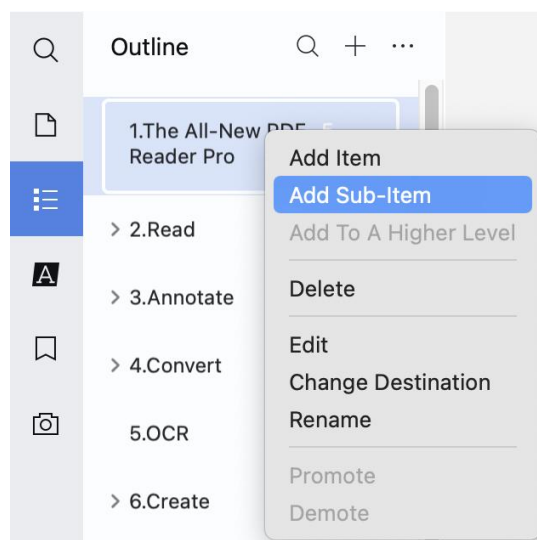 Outline
1.The All-New PDF
Reader Pro
Add Item
Add Sub-Item
Add To A Higher Level
2.Read
Delete
3.Annotate
Edit
4.Convert
Change Destination
Rename
5.OCR
Promote
6.Create
Demote